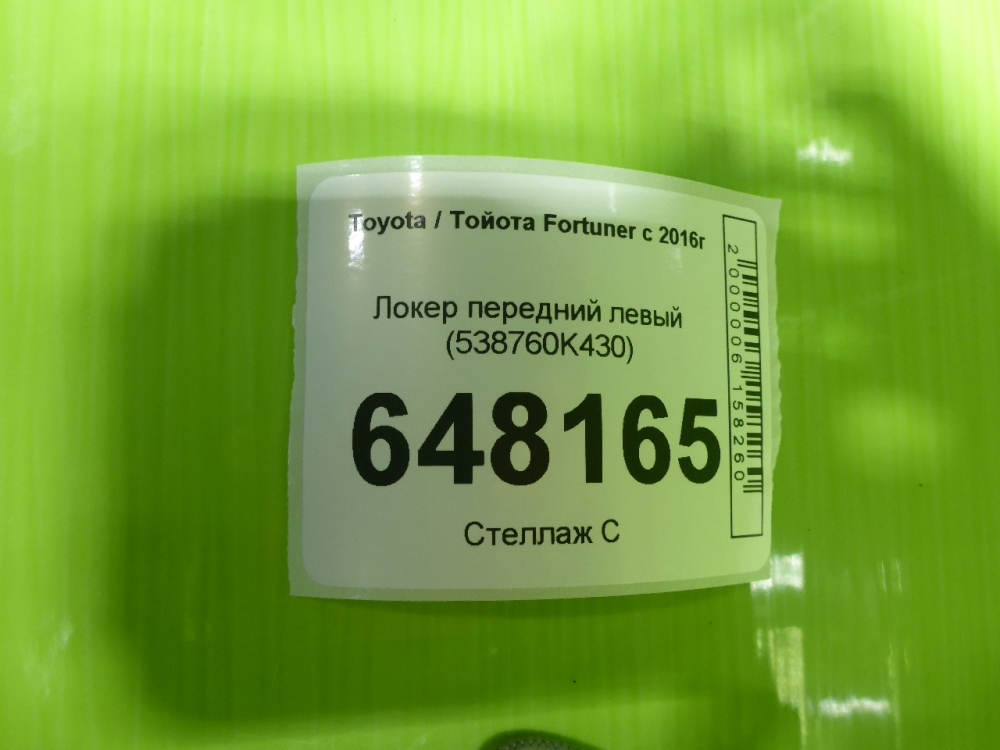 Toyota / Тойота Fortuner с 2016г
Локер передний левый
(538760K430)
648165
Стеллаж С
2000006158260